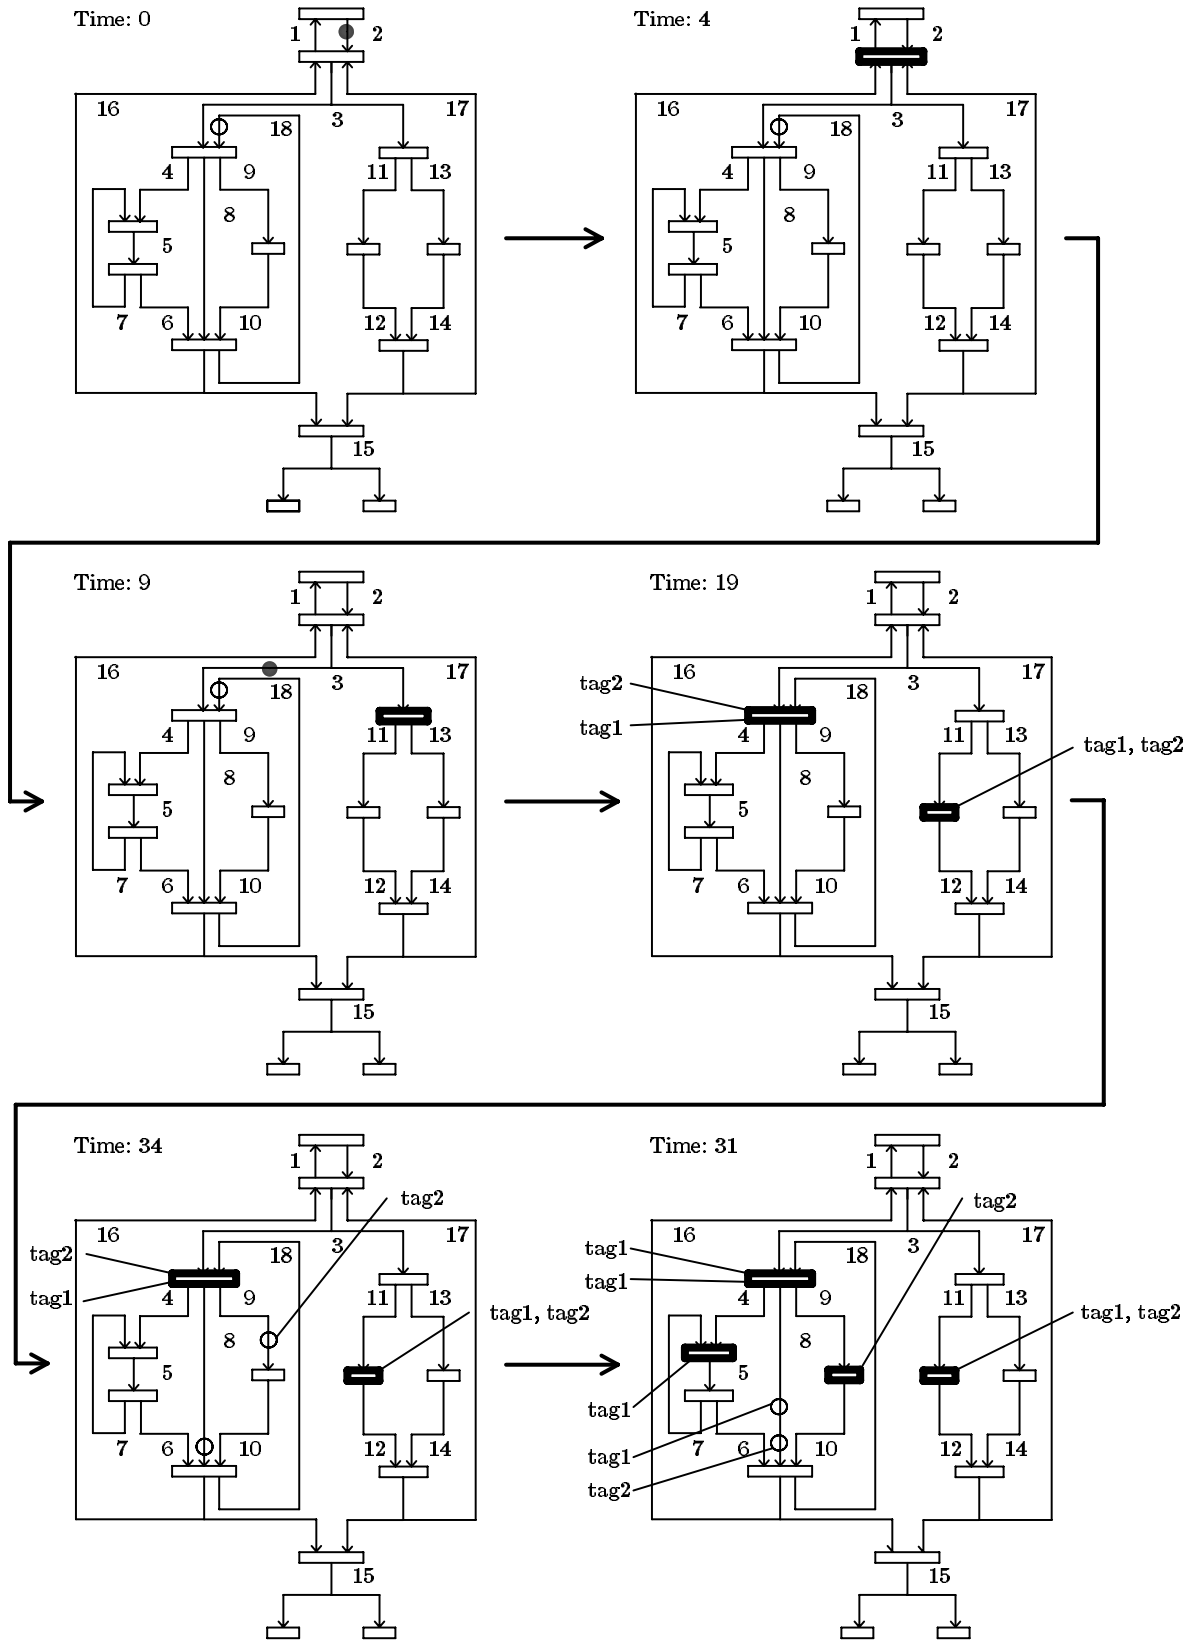 Time: 0
1 2
16 3 18 17
4 9 11 13
8
5
7 6 10 12 14
15
Time: 4
1 2
16 3 18 17
4 9 11 13
8
5
7 6 10 12 14
15
Time: 9
1 2
16 18 3 17
4 9 11 13
8
5
7 6 10 12 14
15
Time: 19
1 2
16 18 3 17
tag2
tag1
4 9 11 13
tag1, tag2
8
5
7 6 10 12 14
15
Time: 34
1 2
tag2
16 18 3 17
tag2
tag1
4 9 11 13
tag1, tag2
8
5
7 6 10 12 14
15
Time: 31
1 2
tag2
16 18 3 17
tag1
tag1
4 9 11 13
tag1, tag2
8
5
tag1
7 6 10 12 14
tag1
tag2
15